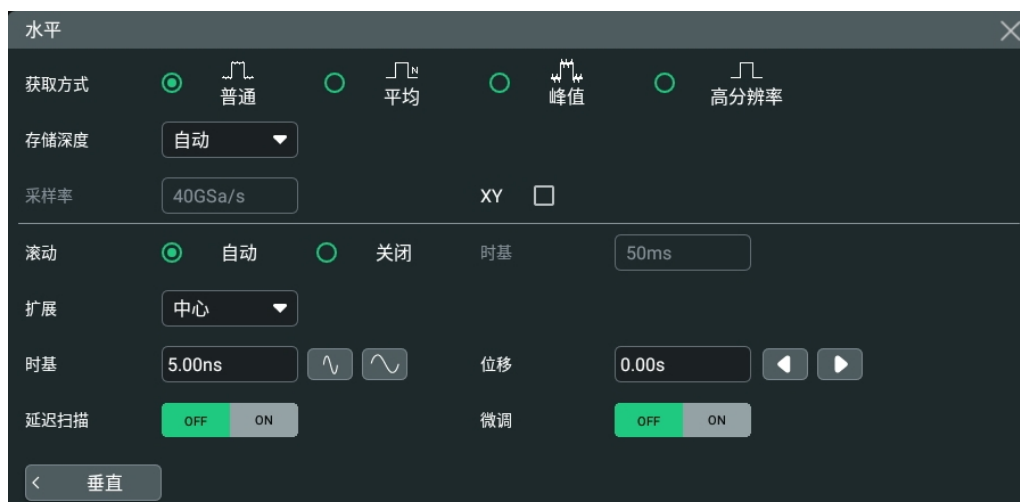 水平
获取方式 普通 N 平均 峰值 高分辨率
存储深度 自动
采样率 40GSa/s XY
滚动 自动 关闭 时基 50ms
扩展 中心
时基 5.00ns 位移 0.00s
延迟扫描 OFF ON 微调 OFF ON
垂直